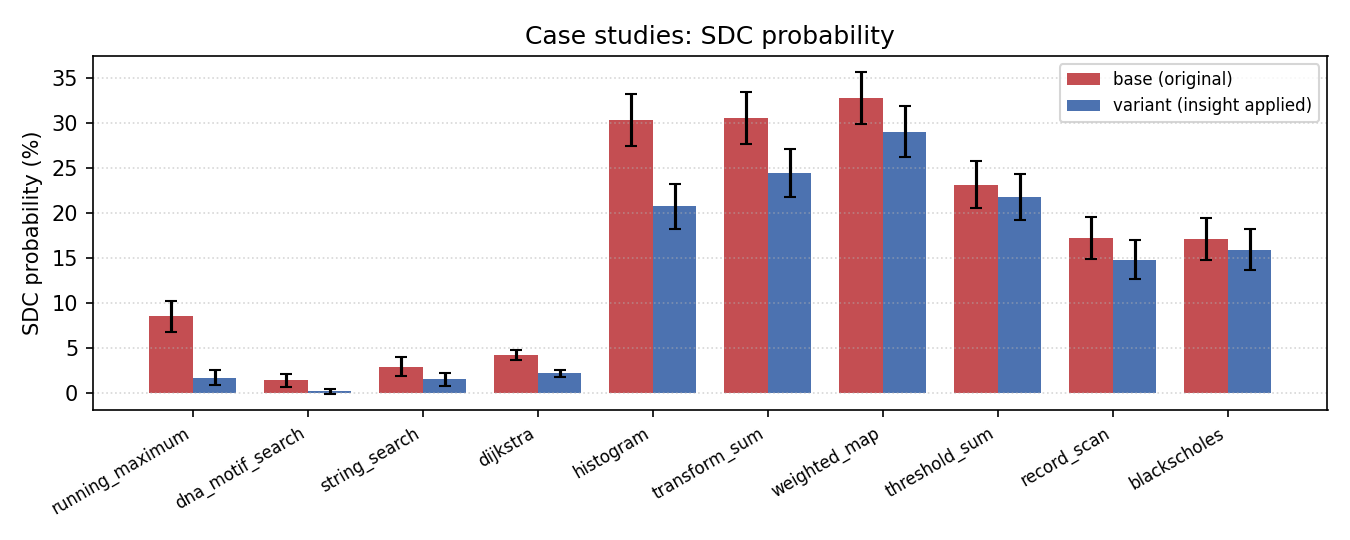 Case studies: SDC probability
base (original)
variant (insight applied)
SDC probability (%)
35
30
25
20
15
10
5
0
running_maximum
dna_motif_search
string_search
dijkstra
histogram
transform_sum
weighted_map
threshold_sum
record_scan
blackscholes